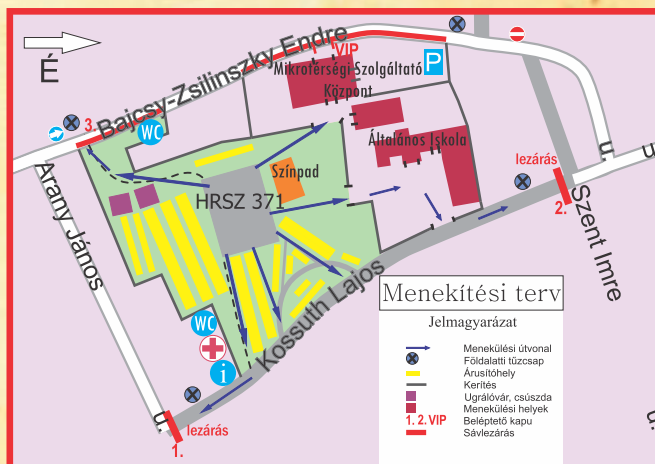 É
Bajcsy-Zsilinszky Endre
u.
VIP
P
Mikrotérségi Szolgáltató
Központ
3.
WC
Általános Iskola
lezárás
2.
Színpad
HRSZ 371
Arany János
u.
Szent Imre
u.
u.
Kossuth Lajos
u.
WC
i
lezárás
1.
Menekítési terv
Jelmagyarázat
Menekülési útvonal
Földalatti tűzcsap
Árusítóhely
Kerítés
Ugrálóvár, csúszda
Menekülési helyek
1. 2. VIP Beléptető kapu
Sávlezárás